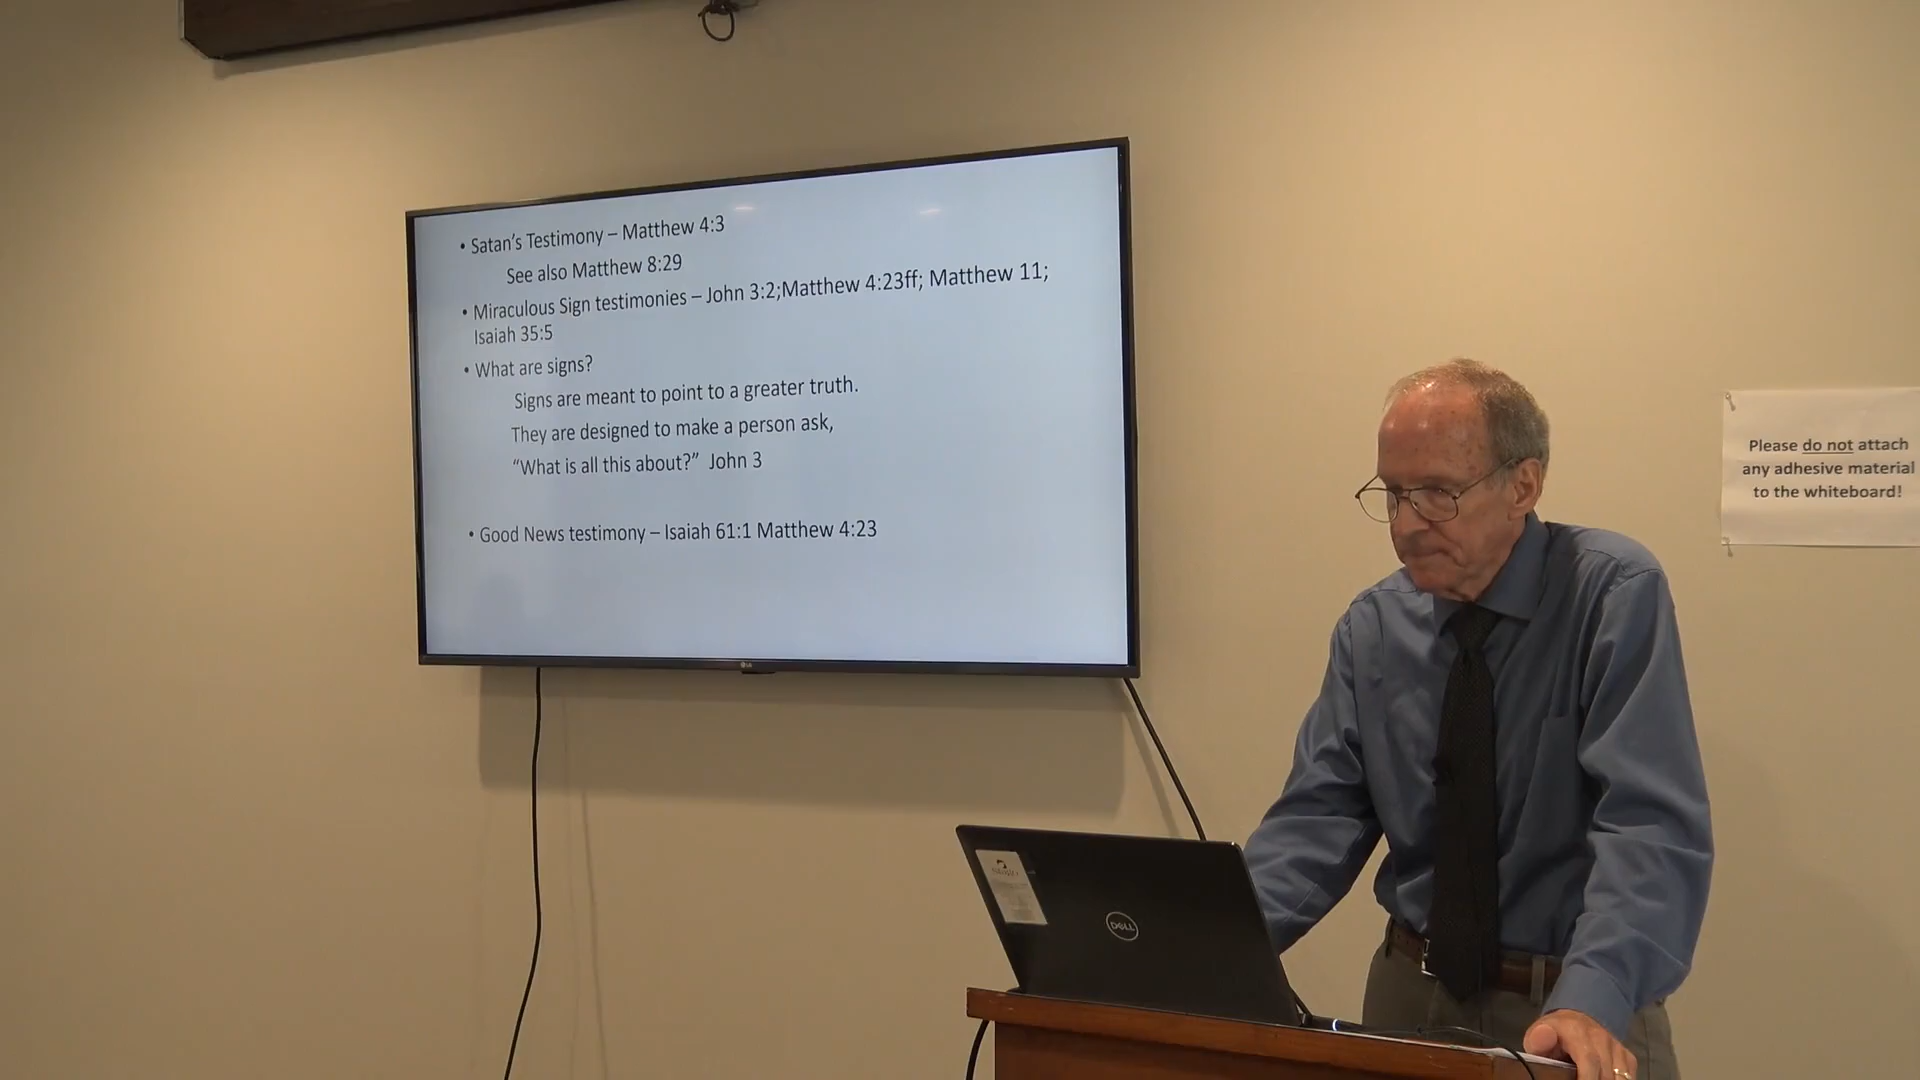 • Satan's Testimony – Matthew 4:3
See also Matthew 8:29
• Miraculous Sign testimonies – John 3:2;Matthew 4:23ff; Matthew 11;
Isaiah 35:5
• What are signs?
Signs are meant to point to a greater truth.
They are designed to make a person ask,
“What is all this about?” John 3
• Good News testimony – Isaiah 61:1 Matthew 4:23
LG
Please do not attach
any adhesive material
to the whiteboard!
DELL